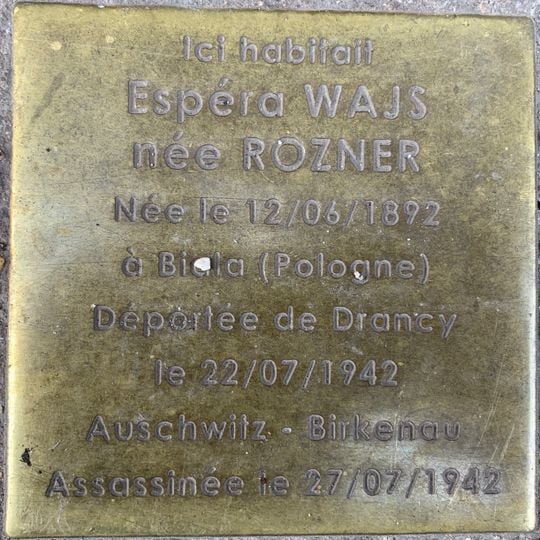 Ici habitait
Espéra WAJS
née ROZNER
Née le 12/06/1892
à Biala (Pologne)
Déportée de Drancy
le 22/07/1942
Auschwitz - Birkenau
Assassinée le 27/07/1942